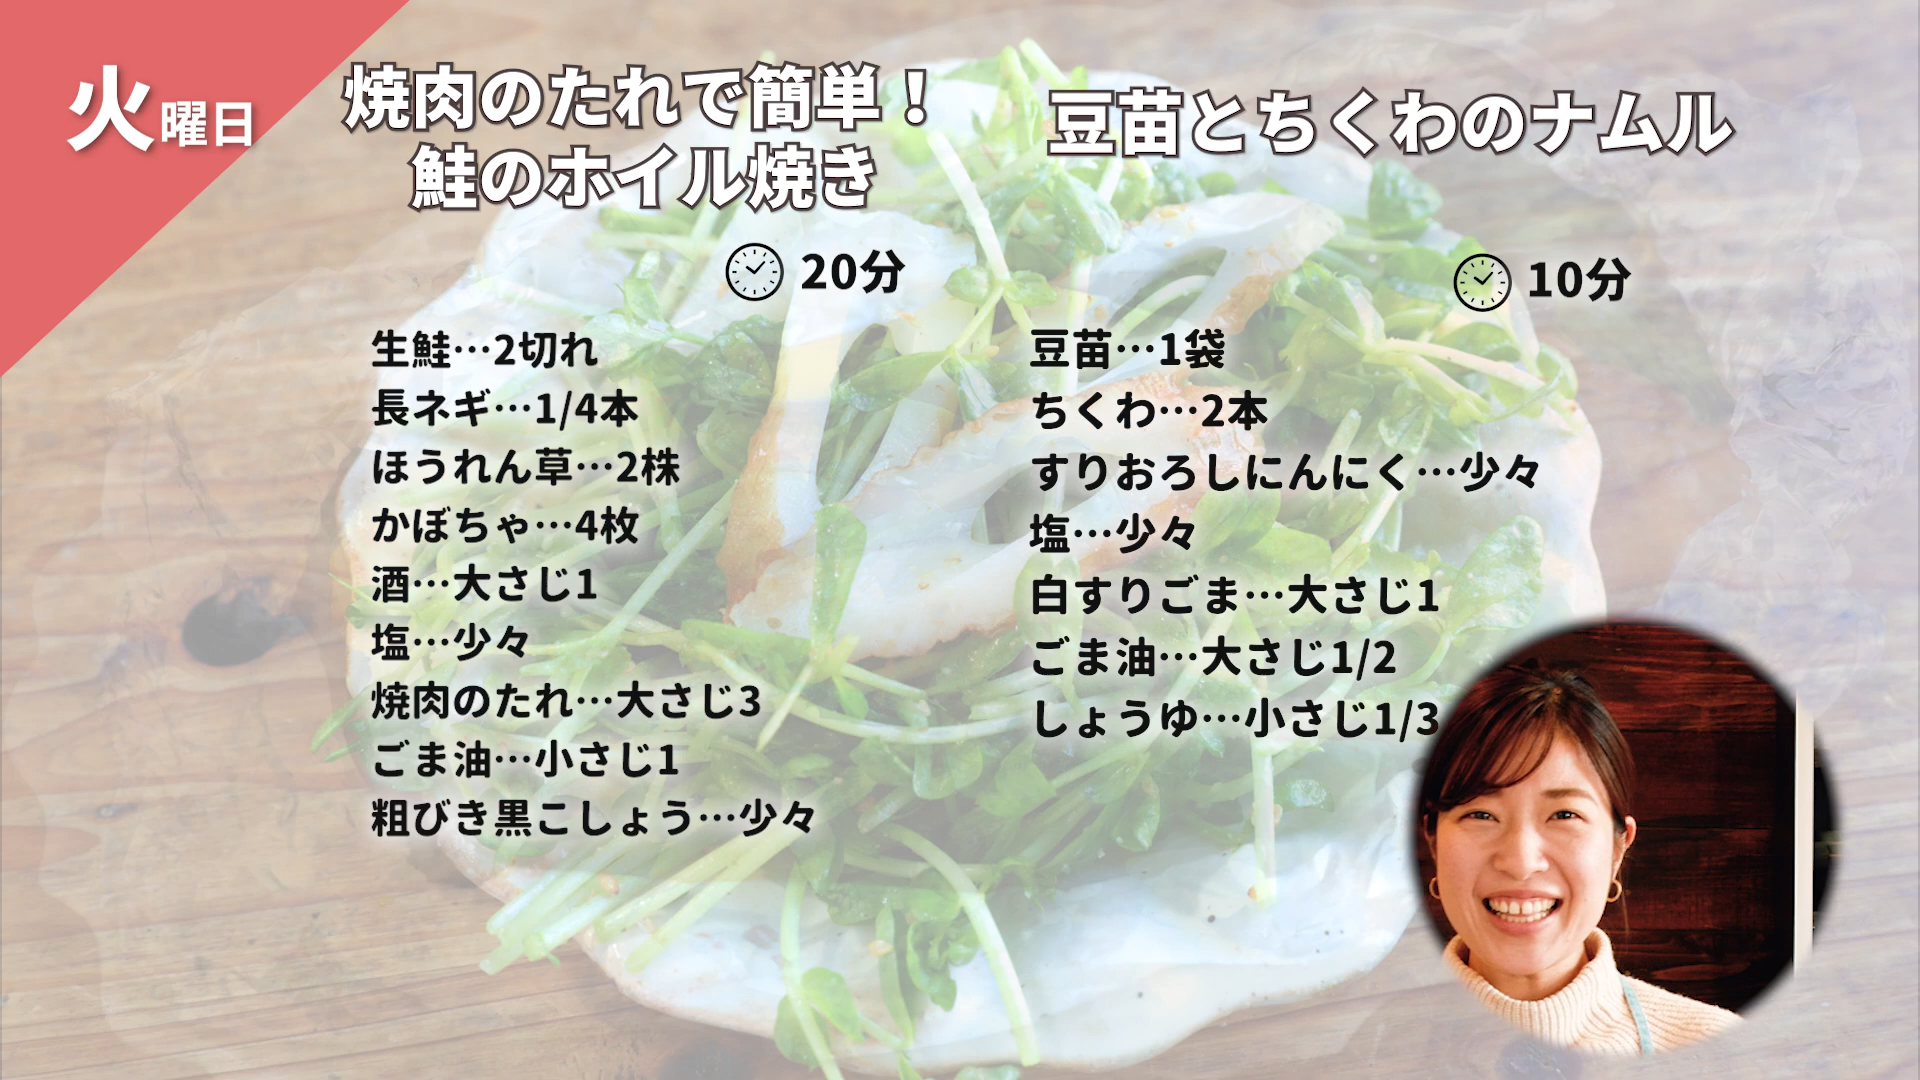 火曜日
焼肉のたれで簡単！
鮭のホイル焼き
20分
生鮭…2切れ
長ネギ…1/4本
ほうれん草…2株
かぼちゃ…4枚
酒…大さじ1
塩…少々
焼肉のたれ…大さじ3
ごま油…小さじ1
粗びき黒こしょう…少々
豆苗とちくわのナムル
10分
豆苗…1袋
ちくわ…2本
すりおろしにんにく…少々
塩…少々
白すりごま…大さじ1
ごま油…大さじ1/2
しょうゆ…小さじ1/3